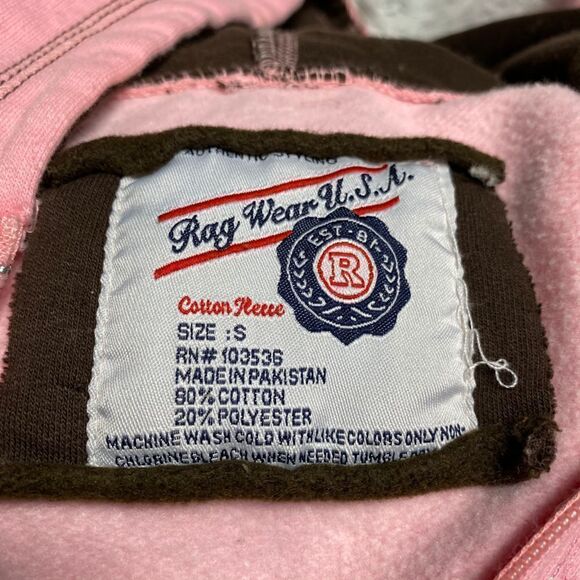 AUTHENTIC STYLING
Rag Wear U.S.A.
EST - 81
R
Cotton Fleece
SIZE : S
RN# 103536
MADE IN PAKISTAN
80% COTTON
20% POLYESTER
MACHINE WASH COLD WITH LIKE COLORS ONLY NON-
CHLORINE BLEACH WHEN NEEDED TUMBLE